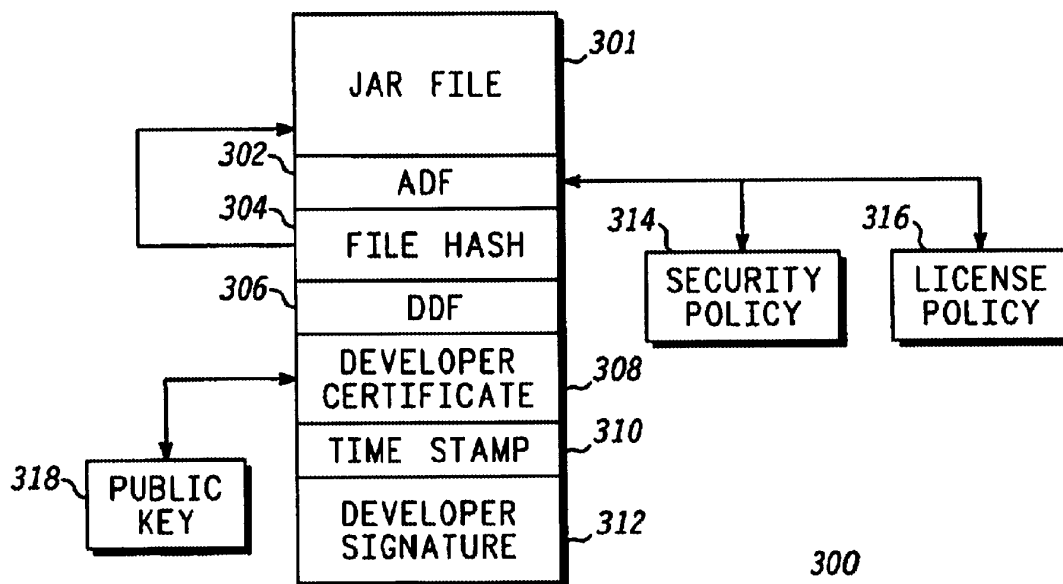 JAR FILE
301
302
ADF
304
FILE HASH
306
DDF
DEVELOPER
CERTIFICATE
308
TIME STAMP
310
DEVELOPER
SIGNATURE
312
314
SECURITY
POLICY
316
LICENSE
POLICY
318
PUBLIC
KEY
300